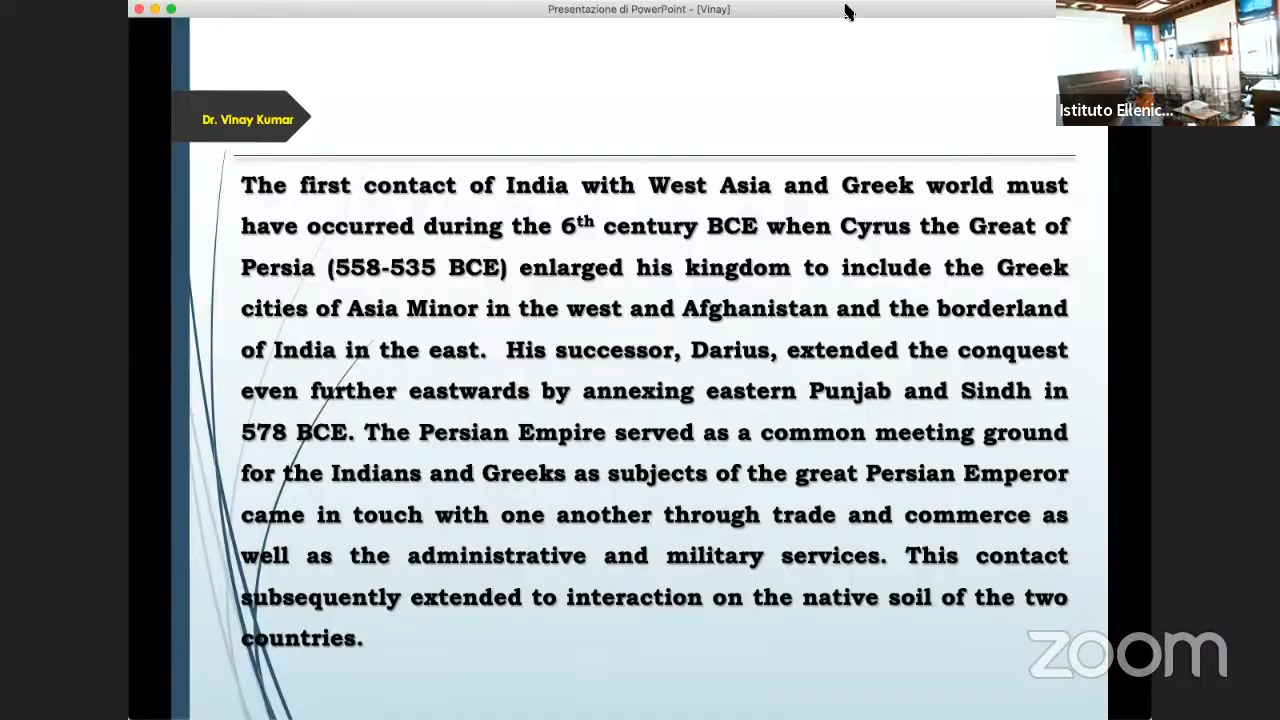 Presentazione di PowerPoint - [Vinay]
Istituto Ellenic...
Dr. Vinay Kumar
The first contact of India with West Asia and Greek world must
have occurred during the 6th century BCE when Cyrus the Great of
Persia (558-535 BCE) enlarged his kingdom to include the Greek
cities of Asia Minor in the west and Afghanistan and the borderland
of India in the east. His successor, Darius, extended the conquest
even further eastwards by annexing eastern Punjab and Sindh in
578 BCE. The Persian Empire served as a common meeting ground
for the Indians and Greeks as subjects of the great Persian Emperor
came in touch with one another through trade and commerce as
well as the administrative and military services. This contact
subsequently extended to interaction on the native soil of the two
countries.
zoom